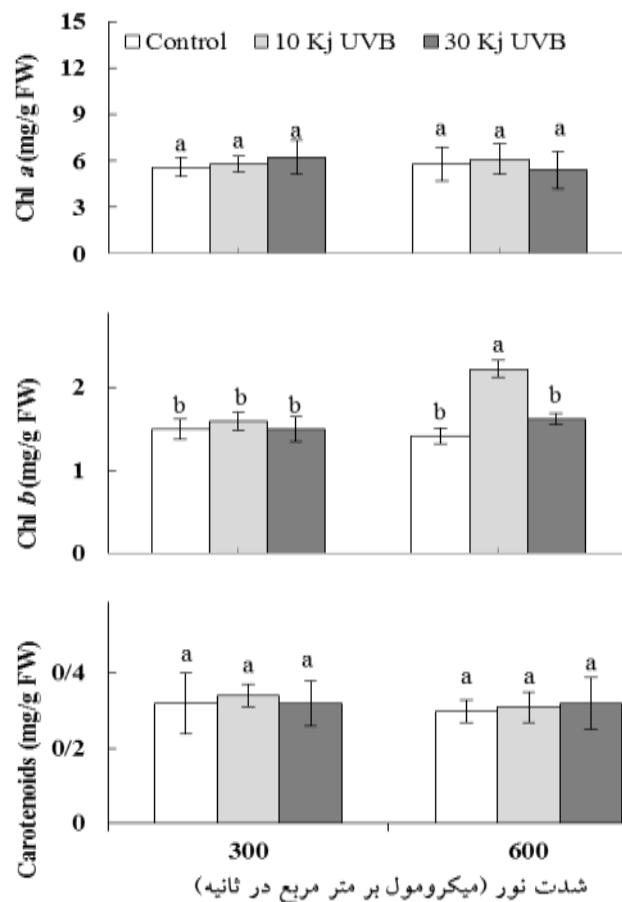 15
Control 10 Kj UVB 30 Kj UVB
12
9
6
3
0
Chl a (mg/g FW)
a a a a a a
2
1
0
Chl b (mg/g FW)
b b b b a b
0/4
0/2
0
Carotenoids (mg/g FW)
a a a a a a
300 600
شدت نور (میکرومول بر متر مربع در ثانیه)